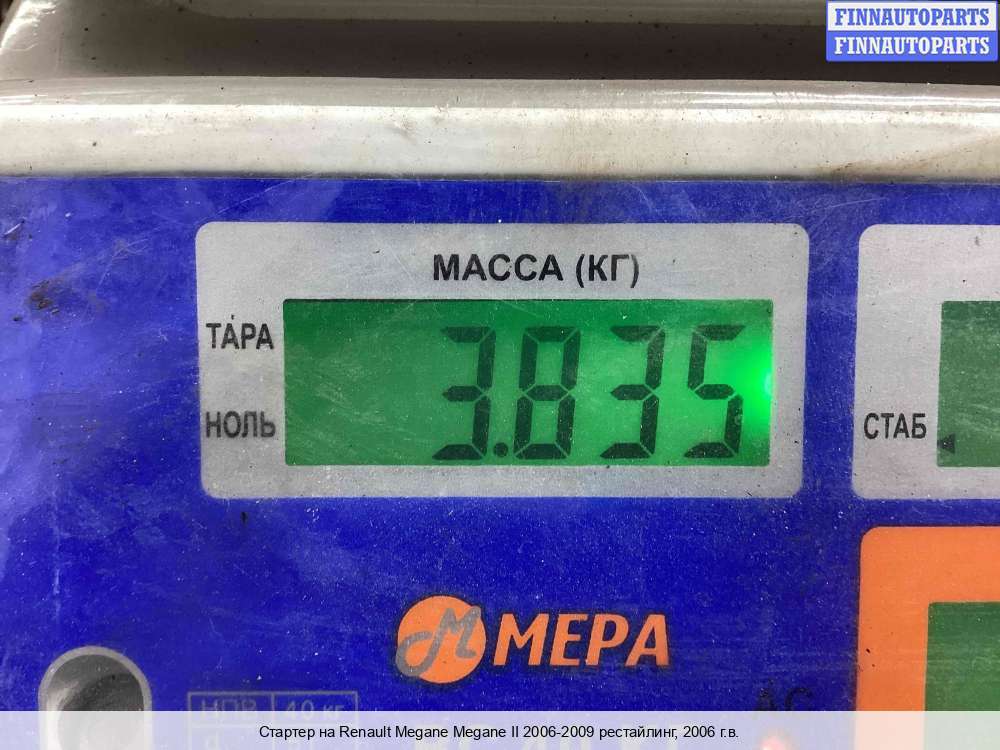 FINNAUTOPARTS
FINNAUTOPARTS
МАССА (КГ)
ТАРА
3.835
НОЛЬ
СТАБ
МЕРА
НПВ 40 кг
Стартер на Renault Megane Megane II 2006-2009 рестайлинг, 2006 г.в.